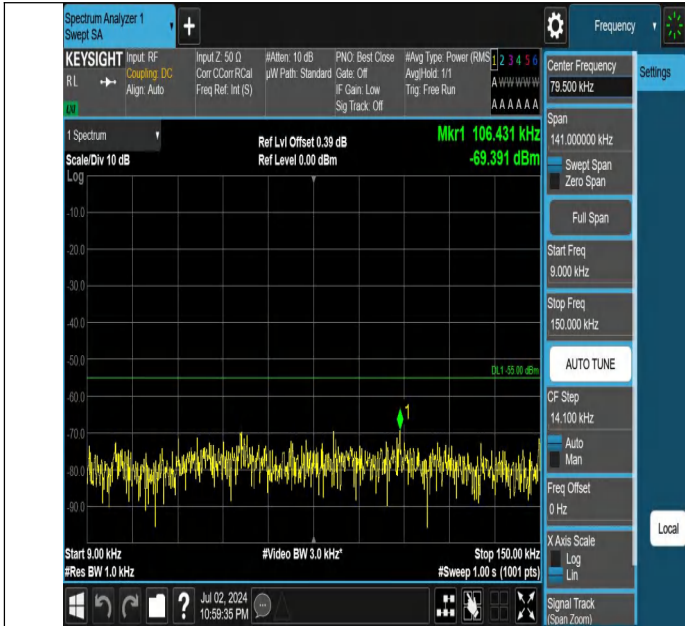 Spectrum Analyzer 1
Swept SA
Frequency
KEYSIGHT
RL
Input: RF
Coupling: DC
Align: Auto
Input Z: 50 Ω
Corr CCorr RCal
Freq Ref: Int (S)
#Atten: 10 dB
µW Path: Standard
PNO: Best Close
Gate: Off
IF Gain: Low
Sig Track: Off
#Avg Type: Power (RMS
Avg|Hold: 1/1
Trig: Free Run
1 2 3 4 5 6
A W W W W W
A A A A A A
1 Spectrum
Scale/Div 10 dB
Ref Lvl Offset 0.39 dB
Ref Level 0.00 dBm
Mkr1 106.431 kHz
-69.391 dBm
Log
-10.0
-20.0
-30.0
-40.0
-50.0
-60.0
-70.0
-80.0
-90.0
DL1 -55.00 dBm
1
Start 9.00 kHz
#Res BW 1.0 kHz
#Video BW 3.0 kHz*
Stop 150.00 kHz
#Sweep 1.00 s (1001 pts)
Jul 02, 2024
10:59:35 PM
Center Frequency
79.500 kHz
Settings
Span
141.000000 kHz
Swept Span
Zero Span
Full Span
Start Freq
9.000 kHz
Stop Freq
150.000 kHz
AUTO TUNE
CF Step
14.100 kHz
Auto
Man
Freq Offset
0 Hz
X Axis Scale
Log
Lin
Signal Track
(Span Zoom)
Local